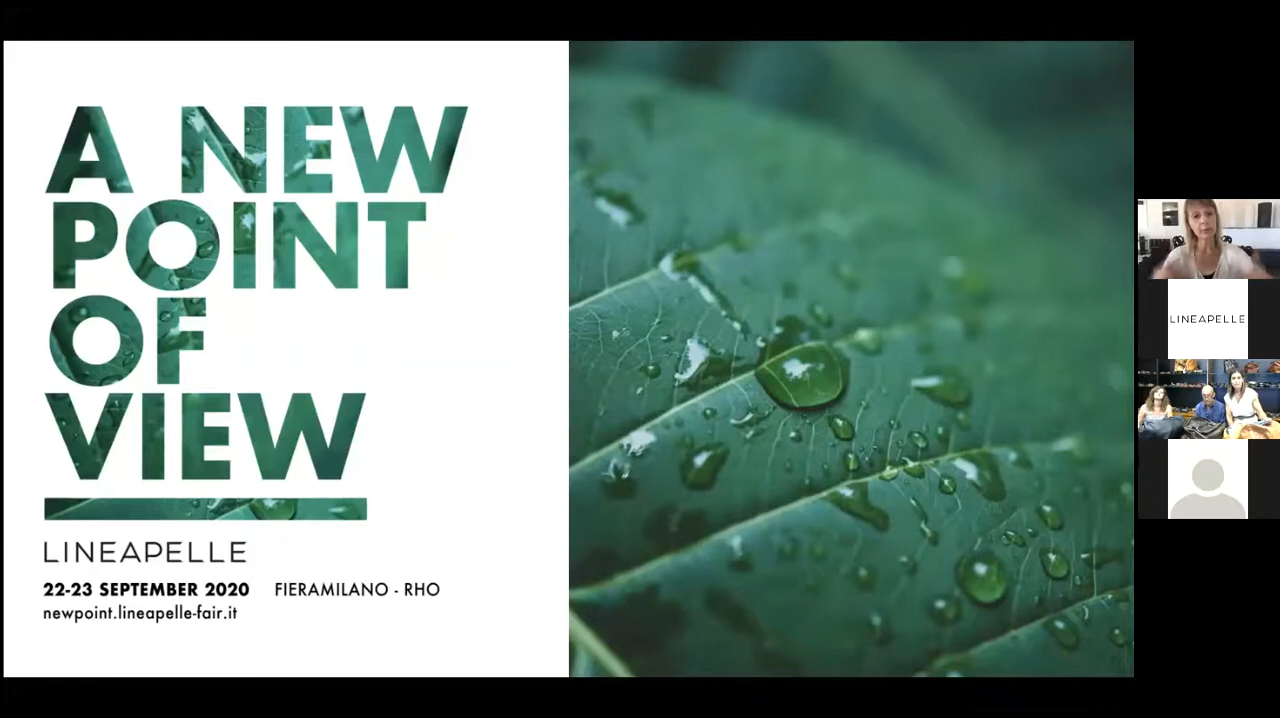 A NEW
POINT
OF
VIEW
LINEAPELLE
22-23 SEPTEMBER 2020 FIERAMILANO - RHO
newpoint.lineapelle-fair.it
LINEAPELLE